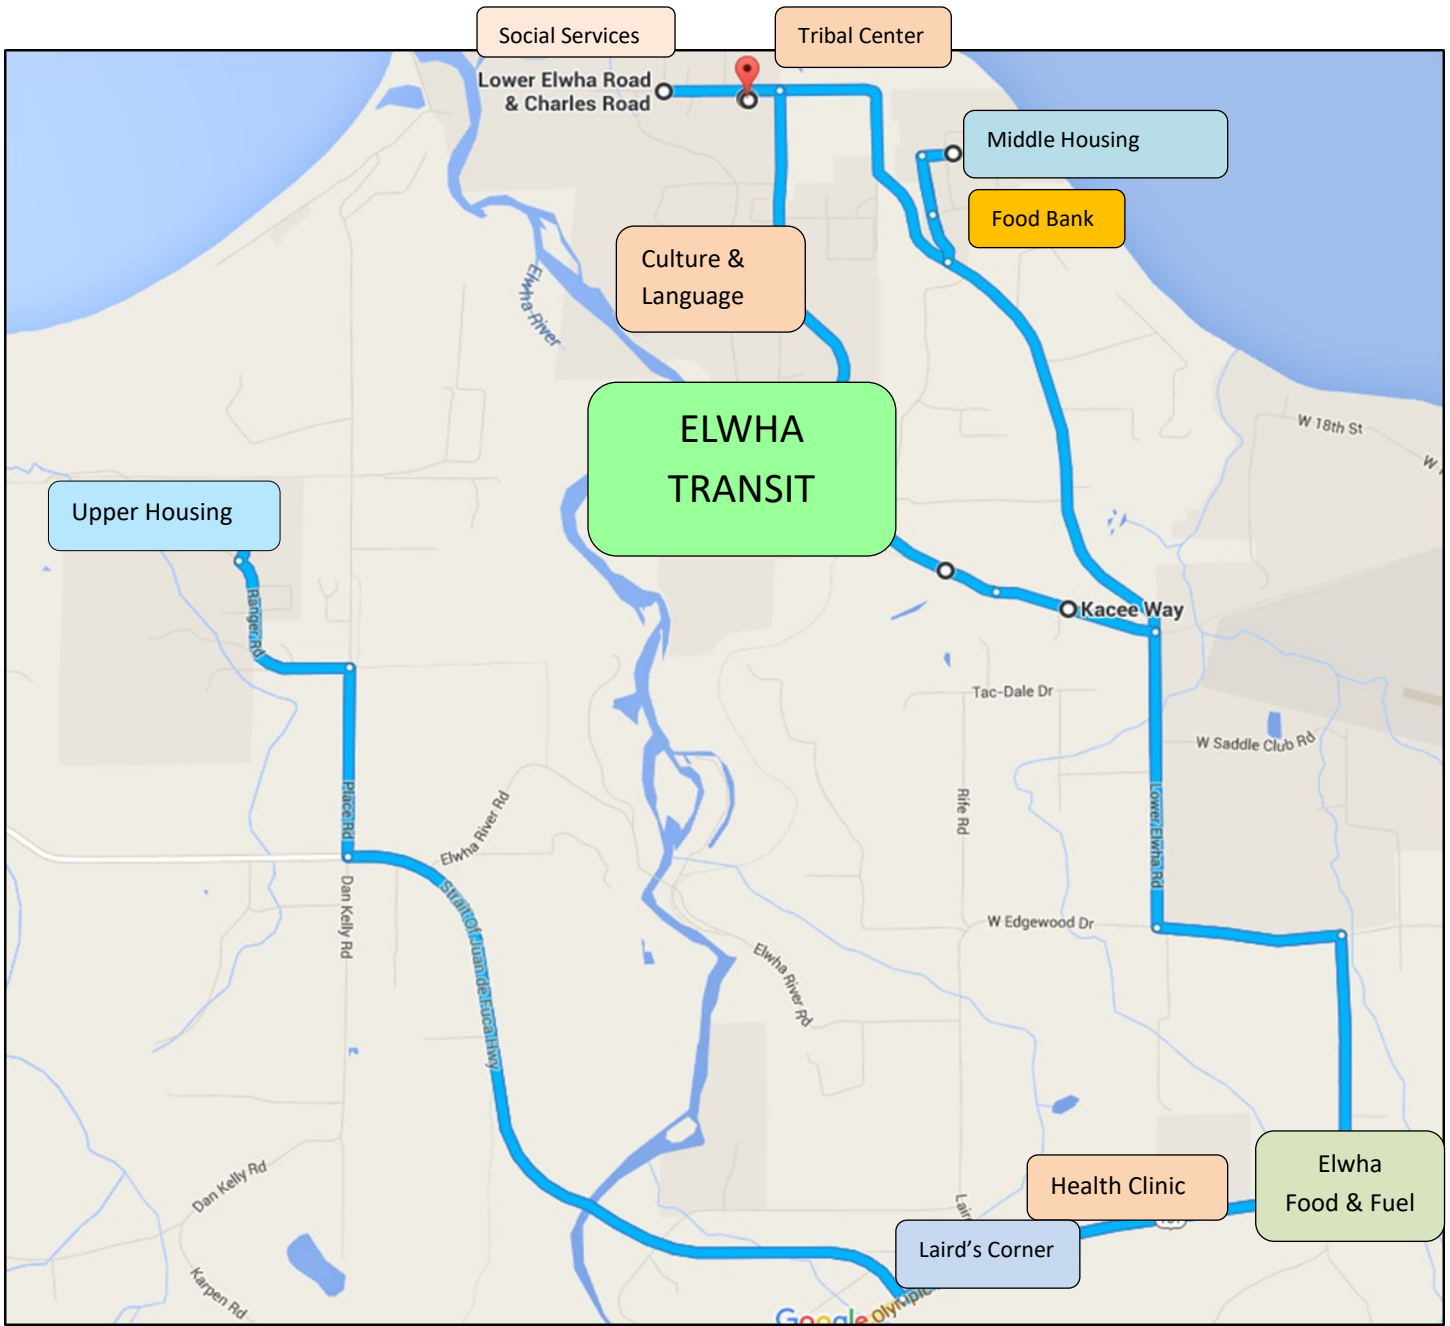 Social Services
Tribal Center
Lower Elwha Road
& Charles Road
Middle Housing
Food Bank
Culture &
Language
Elwha River
ELWHA
TRANSIT
W 18th St
W
Upper Housing
Kacee Way
Ranger Rd
Tac-Dale Dr
W Saddle Club Rd
Place Rd
Elwha River Rd
Rife Rd
Lower Elwha Rd
Dan Kelly Rd
Strait Of Juan de Fuca Hwy
W Edgewood Dr
Elwha River Rd
Elwha
Food & Fuel
Health Clinic
Dan Kelly Rd
Laird
Laird's Corner
Karpen Rd
Google
Olympic